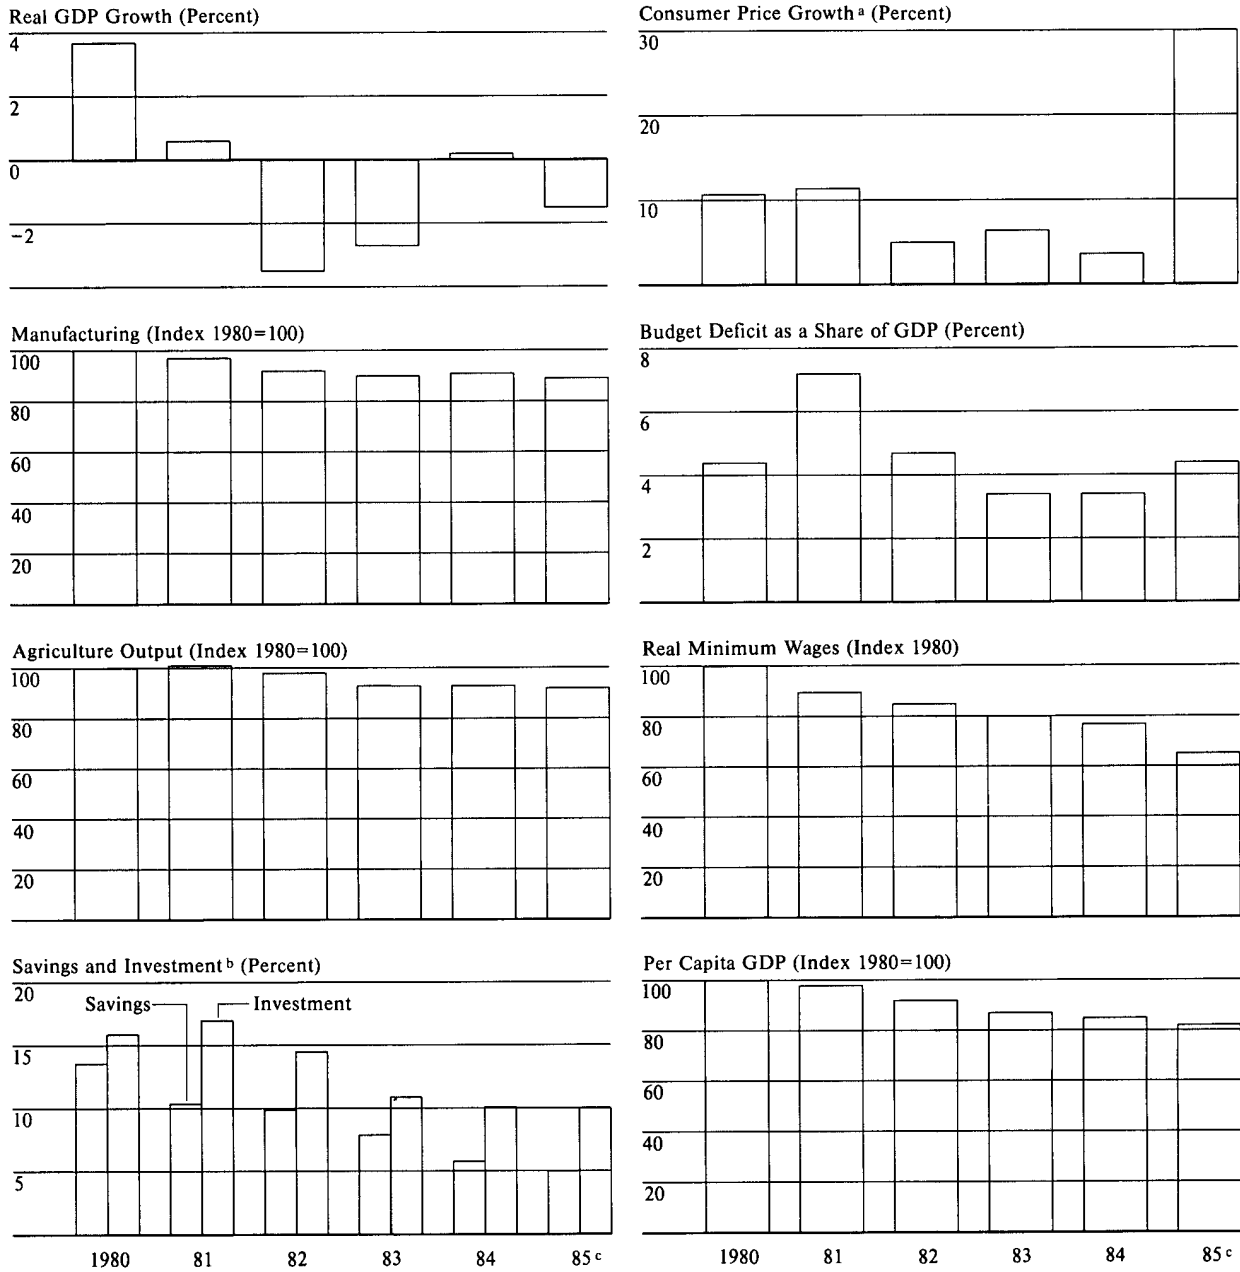 Real GDP Growth (Percent)
4
2
0
−2
Consumer Price Growth a (Percent)
30
20
10
Manufacturing (Index 1980=100)
100
80
60
40
20
Budget Deficit as a Share of GDP (Percent)
8
6
4
2
Agriculture Output (Index 1980=100)
100
80
60
40
20
Real Minimum Wages (Index 1980)
100
80
60
40
20
Savings and Investment b (Percent)
20
Savings
Investment
15
10
5
1980 81 82 83 84 85 c
Per Capita GDP (Index 1980=100)
100
80
60
40
20
1980 81 82 83 84 85 c